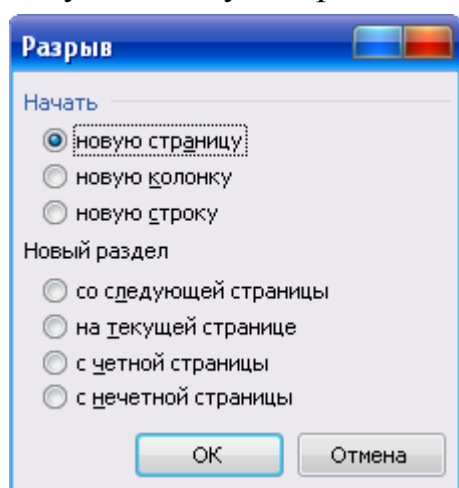 Разрыв
Начать
новую страницу
новую колонку
новую строку
Новый раздел
со следующей страницы
на текущей странице
с четной страницы
с нечетной страницы
ОК Отмена